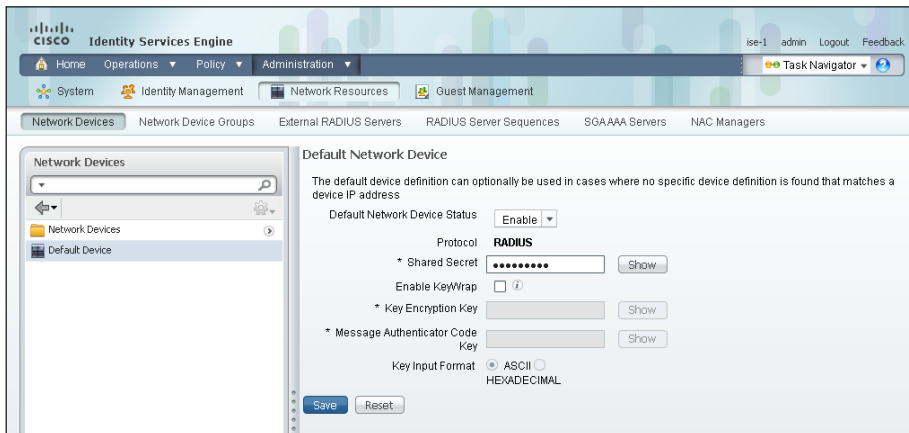 CISCO Identity Services Engine
ise-1 admin Logout Feedback
Home Operations Policy Administration
Task Navigator
System Identity Management Network Resources Guest Management
Network Devices Network Device Groups External RADIUS Servers RADIUS Server Sequences SGA AAA Servers NAC Managers
Network Devices
Network Devices
Default Device
Default Network Device
The default device definition can optionally be used in cases where no specific device definition is found that matches a
device IP address
Default Network Device Status Enable
Protocol RADIUS
* Shared Secret ●●●●●●●●● Show
Enable KeyWrap
* Key Encryption Key Show
* Message Authenticator Code
Key Show
Key Input Format ASCII
HEXADECIMAL
Save Reset